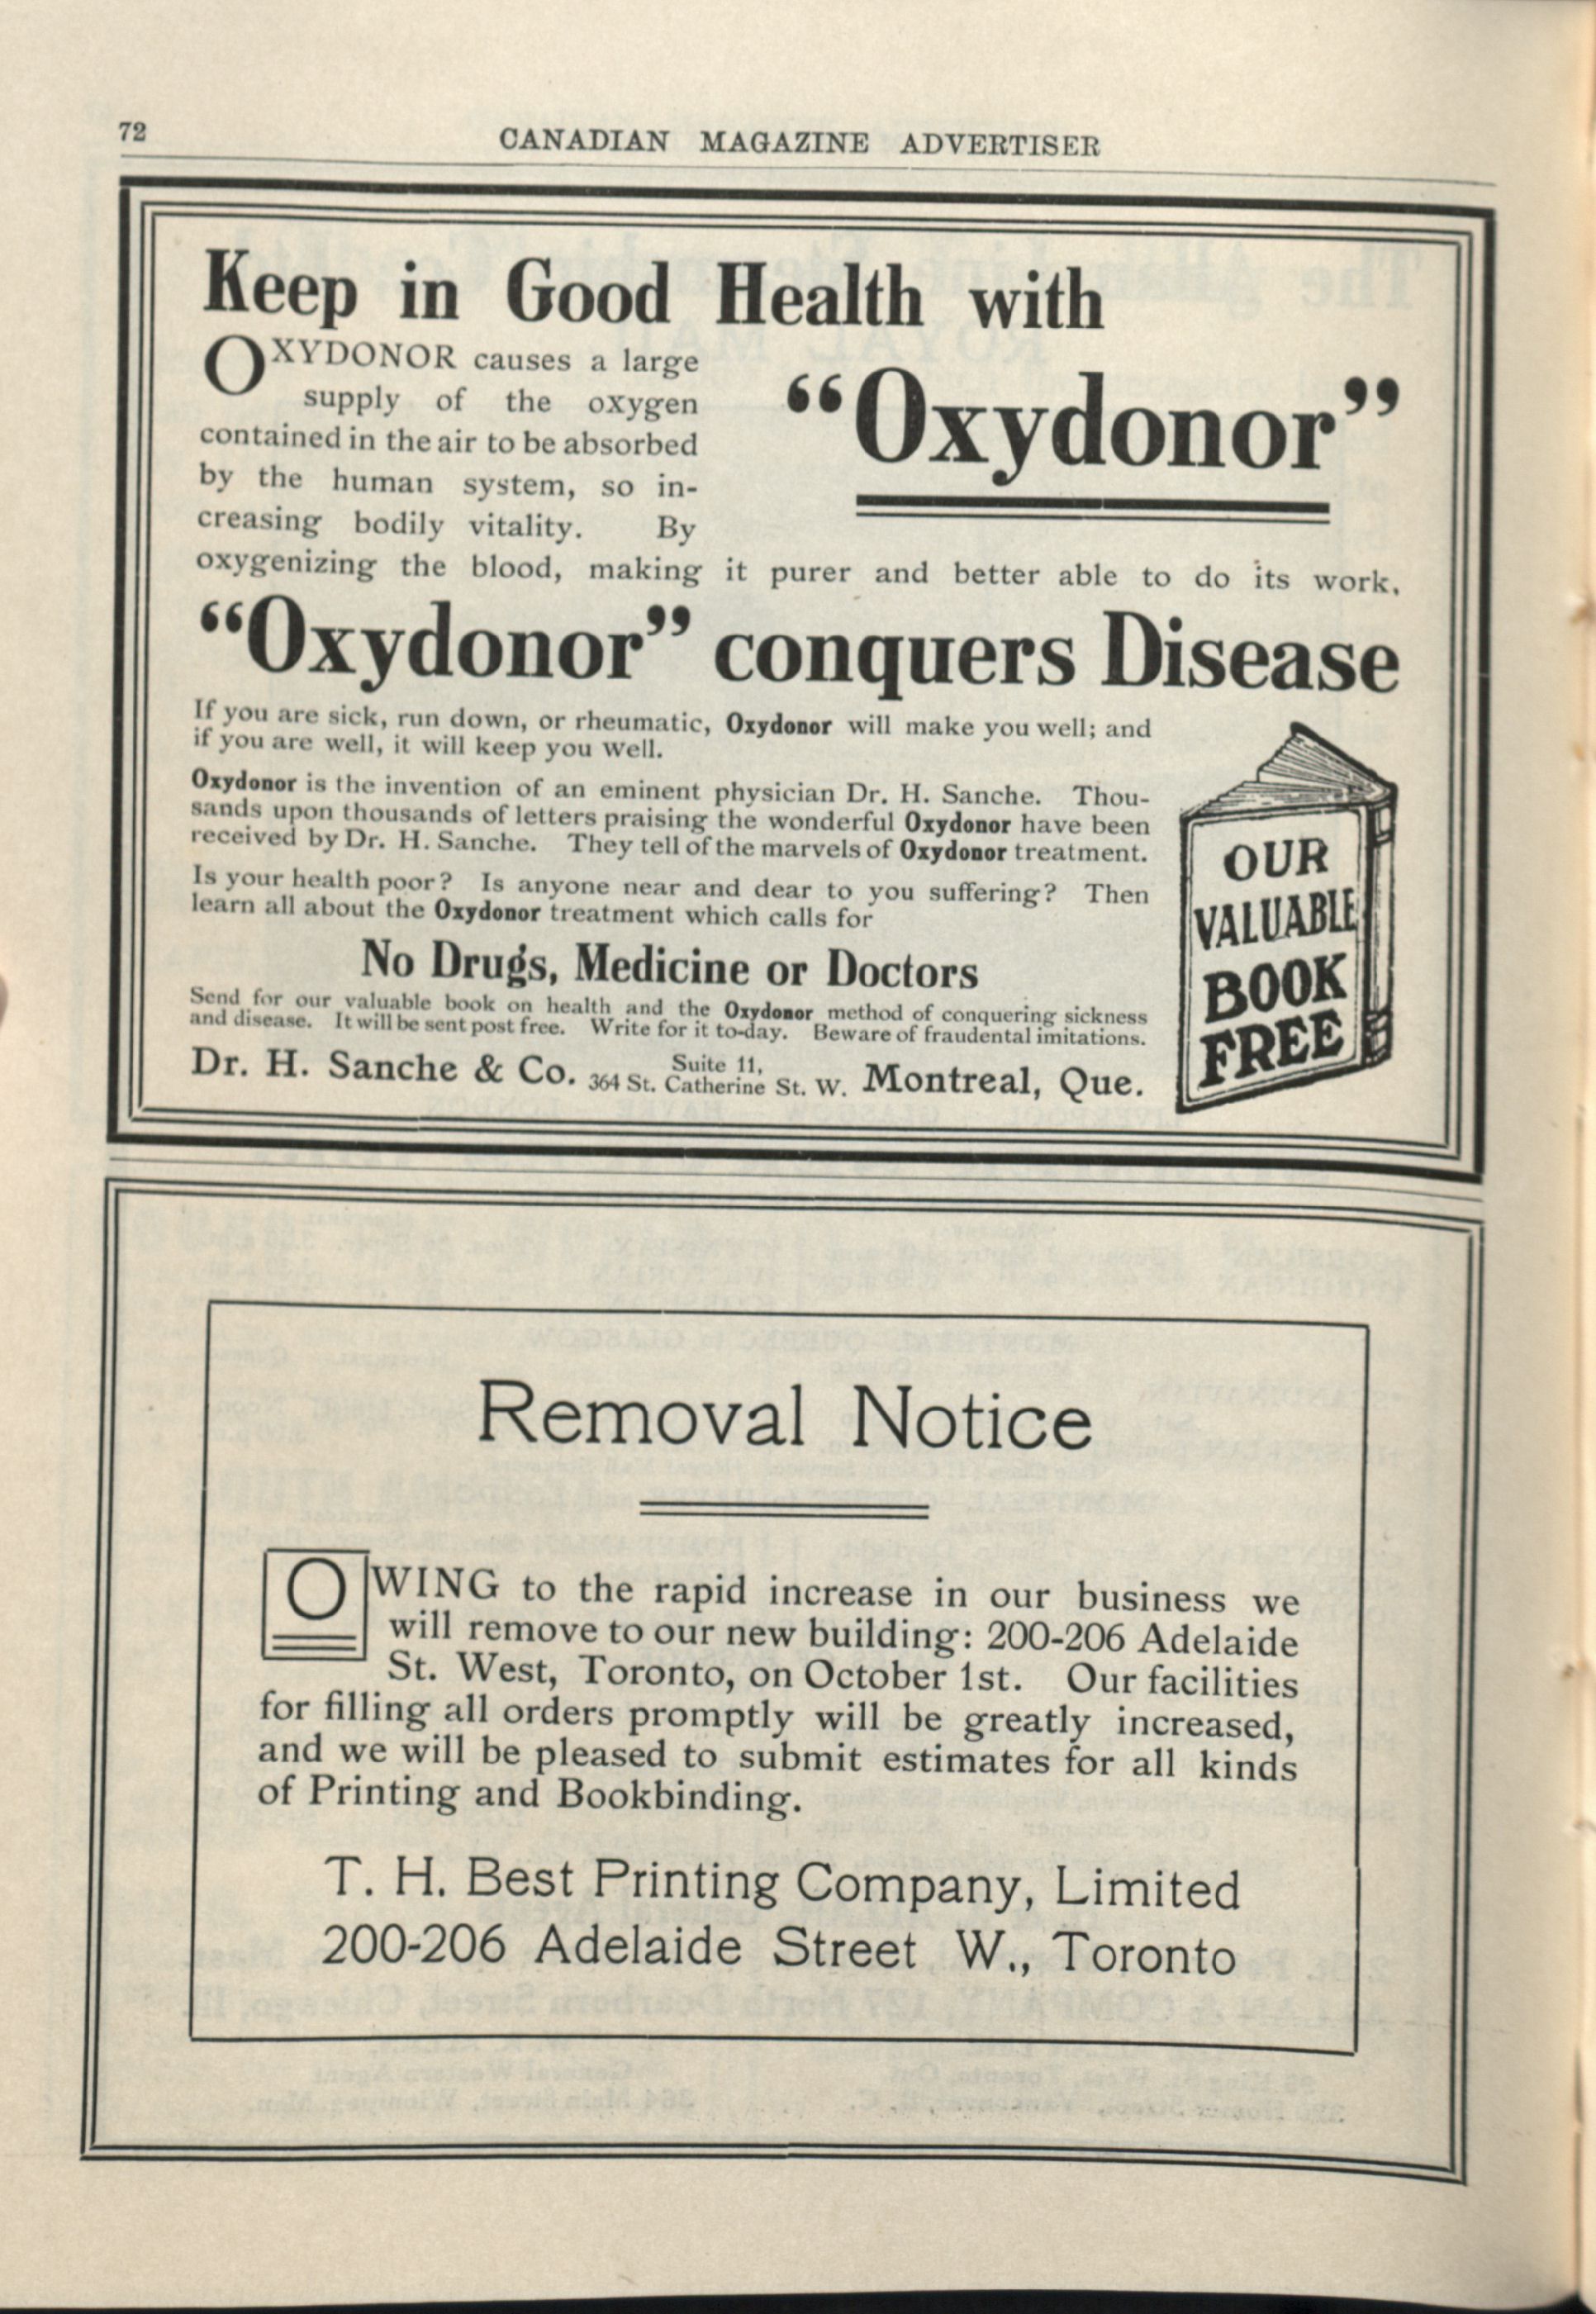 72
CANADIAN MAGAZINE ADVERTISER
Keep in Good Health with
"Oxydonor"
OXYDONOR causes a large
supply of the oxygen
contained in the air to be absorbed
by the human system, so in-
creasing bodily vitality. By
oxygenizing the blood, making it purer and better able to do its work,
"Oxydonor" conquers Disease
If you are sick, run down, or rheumatic, Oxydonor will make you well; and
if you are well, it will keep you well.
Oxydonor is the invention of an eminent physician Dr. H. Sanche. Thou-
sands upon thousands of letters praising the wonderful Oxydonor have been
received by Dr. H. Sanche. They tell of the marvels of Oxydonor treatment.
Is your health poor? Is anyone near and dear to you suffering? Then
learn all about the Oxydonor treatment which calls for
No Drugs, Medicine or Doctors
Send for our valuable book on health and the Oxydonor method of conquering sickness
and disease. It will be sent post free. Write for it to-day. Beware of fraudental imitations.
Dr. H. Sanche & Co. Suite 11, 364 St. Catherine St. W. Montreal, Que.
OUR
VALUABLE
BOOK
FREE
Removal Notice
OWING to the rapid increase in our business we
will remove to our new building: 200-206 Adelaide
St. West, Toronto, on October 1st. Our facilities
for filling all orders promptly will be greatly increased,
and we will be pleased to submit estimates for all kinds
of Printing and Bookbinding.
T. H. Best Printing Company, Limited
200-206 Adelaide Street W., Toronto